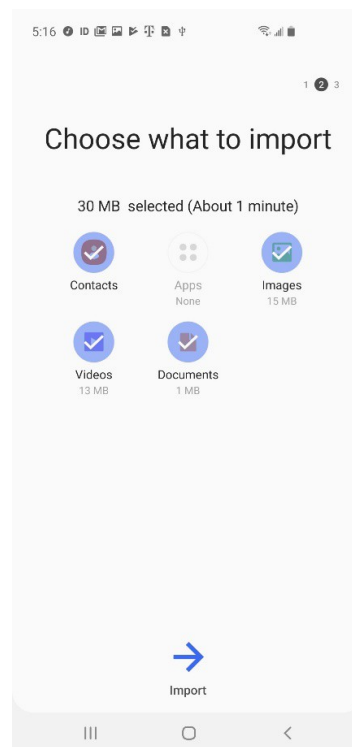 5:16 ID
1 2 3
Choose what to import
30 MB selected (About 1 minute)
Contacts Apps Images
None 15 MB
Videos Documents
13 MB 1 MB
Import